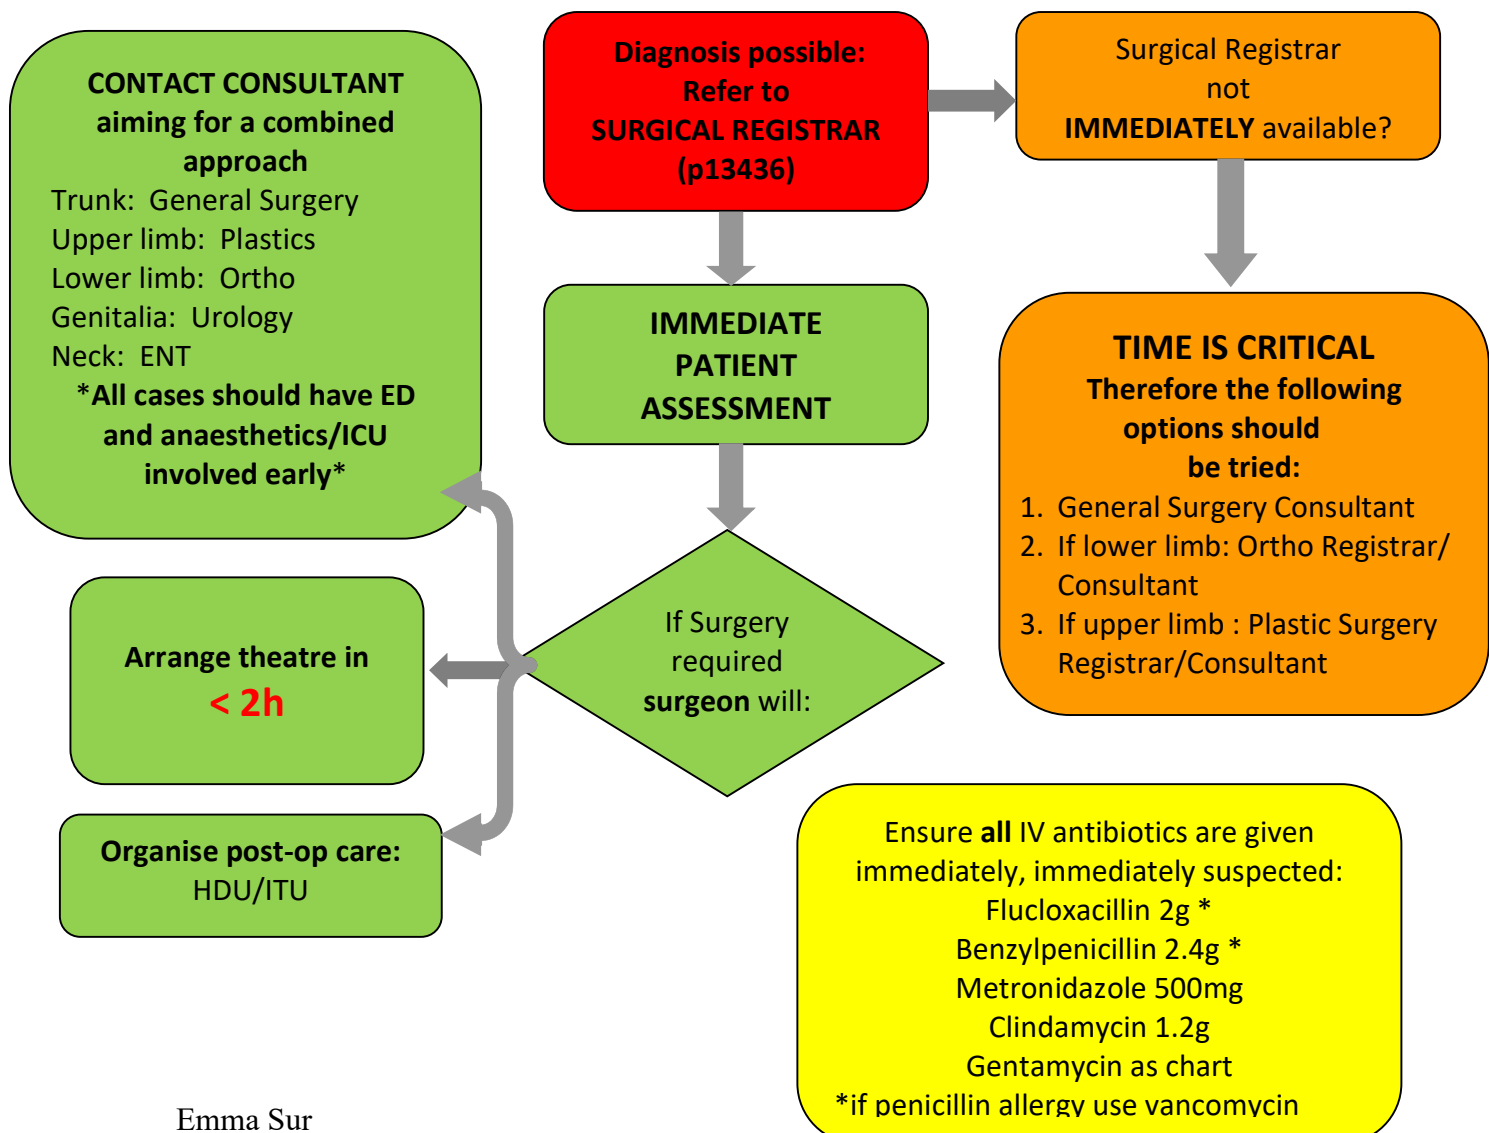 CONTACT CONSULTANT
aiming for a combined
approach
Trunk: General Surgery
Upper limb: Plastics
Lower limb: Ortho
Genitalia: Urology
Neck: ENT
*All cases should have ED
and anaesthetics/ICU
involved early*
Diagnosis possible:
Refer to
SURGICAL REGISTRAR
(p13436)
Surgical Registrar
not
IMMEDIATELY available?
IMMEDIATE
PATIENT
ASSESSMENT
TIME IS CRITICAL
Therefore the following
options should
be tried:
1. General Surgery Consultant
2. If lower limb: Ortho Registrar/
Consultant
3. If upper limb : Plastic Surgery
Registrar/Consultant
If Surgery
required
surgeon will:
Arrange theatre in
< 2h
Organise post-op care:
HDU/ITU
Ensure all IV antibiotics are given
immediately, immediately suspected:
Flucloxacillin 2g *
Benzylpenicillin 2.4g *
Metronidazole 500mg
Clindamycin 1.2g
Gentamycin as chart
*if penicillin allergy use vancomycin
Emma Sur